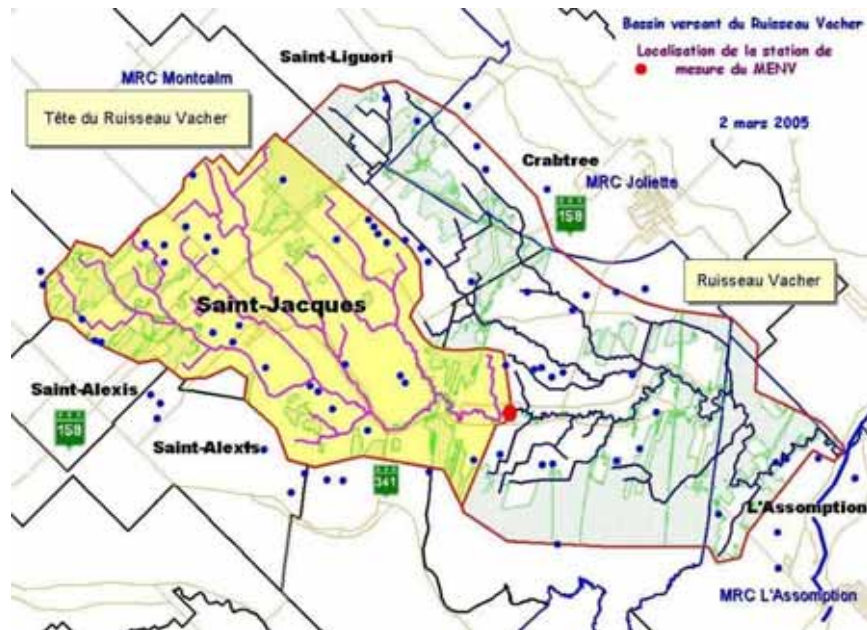 Bassin versant du Ruisseau Vacher
Localisation de la station de
mesure du MENV
2 mars 2005
Saint-Liguori
MRC Montcalm
Tête du Ruisseau Vacher
Crabtree
MRC Joliette
158
Ruisseau Vacher
Saint-Jacques
Saint-Alexis
158
Saint-Alexis
341
L'Assomption
MRC L'Assomption